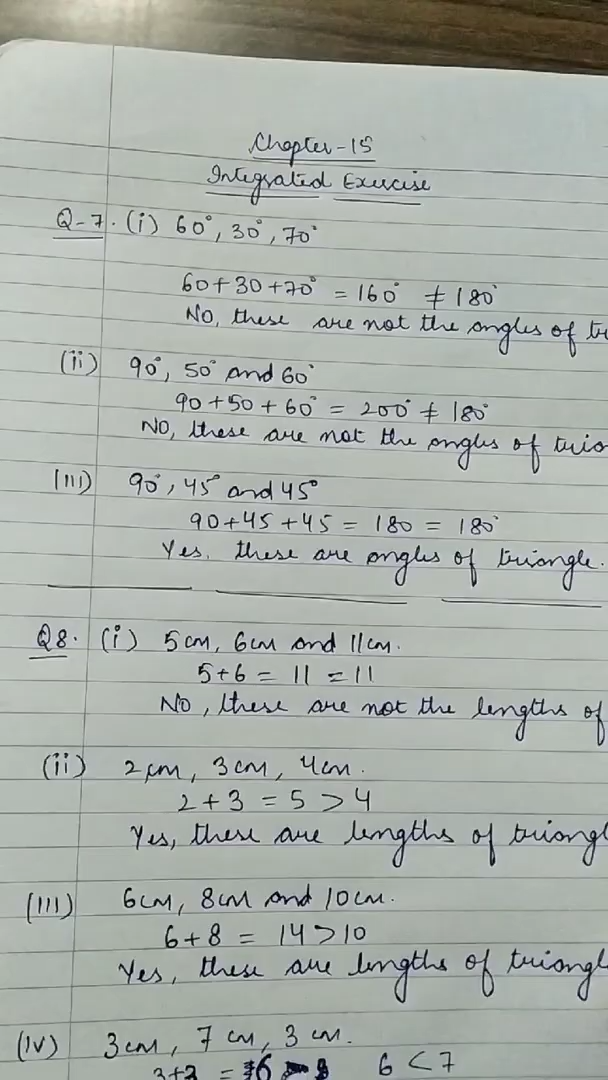 Chapter-15
Integrated Exercise
Q-7. (i) 60°, 30°, 70°
60+30+70° = 160° ≠ 180°
No, these are not the angles of
(ii) 90°, 50° and 60°
90+50+60° = 200° ≠ 180°
No, these are not the angles of
(III) 90°, 45° and 45°
90+45+45 = 180 = 180°
Yes, these are angles of triangle.
Q8. (i) 5cm, 6cm and 11cm.
5+6 = 11 = 11
No, these are not the lengths of
(ii) 2cm, 3cm, 4cm.
2+3 = 5 > 4
Yes, these are lengths of
(III) 6cm, 8cm and 10cm.
6+8 = 14 > 10
Yes, these are lengths of
(IV) 3cm, 7cm, 3cm.
3+3 = 6 6 < 7